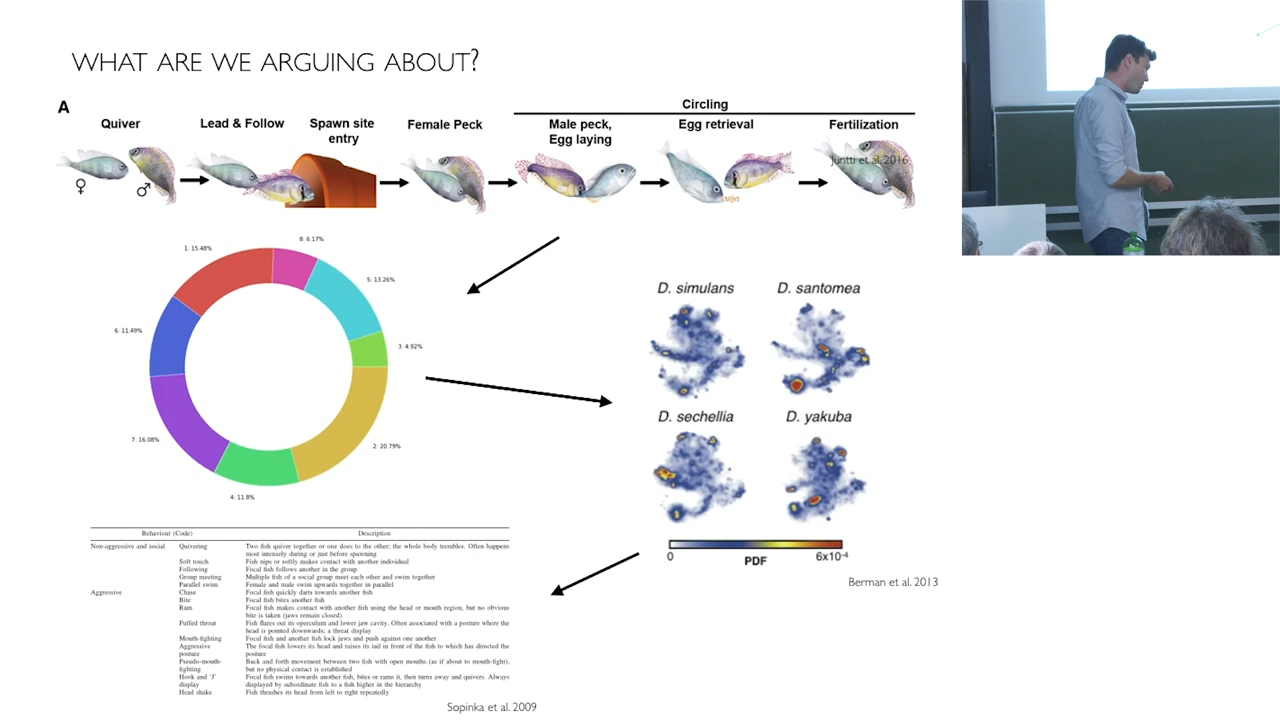 WHAT ARE WE ARGUING ABOUT?
A
Circling
Quiver
Lead & Follow
Spawn site
entry
Female Peck
Male peck,
Egg laying
Egg retrieval
Fertilization
Juntti et al. 2016
♀
♂
1: 15.48%
8: 6.17%
5: 13.26%
6: 11.49%
3: 4.92%
7: 16.08%
2: 20.79%
4: 11.8%
D. simulans
D. santomea
D. sechellia
D. yakuba
0
6x10⁻⁴
PDF
Berman et al. 2013
Behaviour (Code)
Description
Non-aggressive and social
Quivering
Two fish quiver together or one does to the other; the whole body trembles. Often happens
most intensely during or just before spawning
Soft touch
Fish nips or softly makes contact with another individual
Following
Focal fish follows another in the group
Group meeting
Multiple fish of a social group meet each other and swim together
Parallel swim
Female and male swim upwards together in parallel
Aggressive
Chase
Focal fish quickly darts towards another fish
Bite
Focal fish bites another fish
Ram
Focal fish makes contact with another fish using the head or mouth region, but no obvious
bite is taken (jaws remain closed)
Puffed throat
Fish flares out its operculum and lower jaw cavity. Often associated with a posture where the
head is pointed downwards; a threat display
Mouth-fighting
Focal fish and another fish lock jaws and push against one another
Aggressive
posture
The focal fish lowers its head and raises its tail in front of the fish to which has directed the
posture
Pseudo-mouth-
fighting
Back and forth movement between two fish with open mouths (as if about to mouth-fight),
but no physical contact is established
Hook and 'J'
display
Focal fish swims towards another fish, bites or rams it, then turns away and quivers. Always
displayed by subordinate fish to a fish higher in the hierarchy
Head shake
Fish thrashes its head from left to right repeatedly
Sopinka et al. 2009